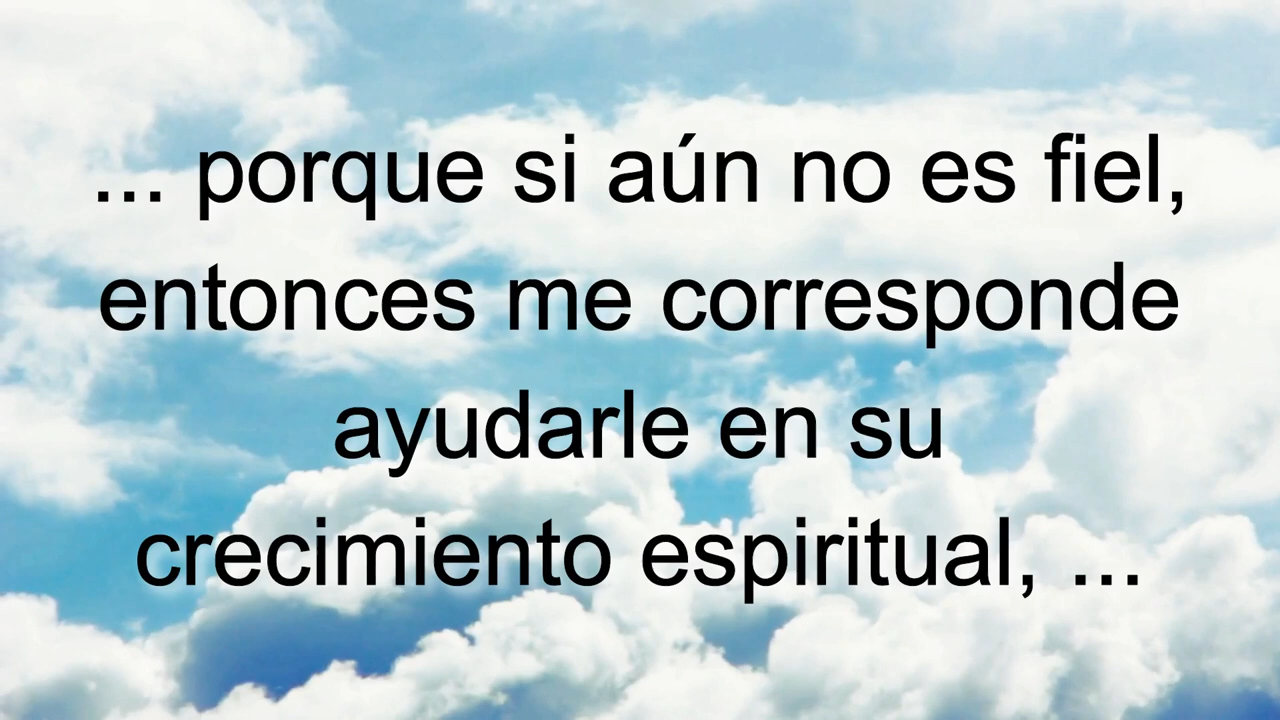 ... porque si aún no es fiel,
entonces me corresponde
ayudarle en su
crecimiento espiritual, ...